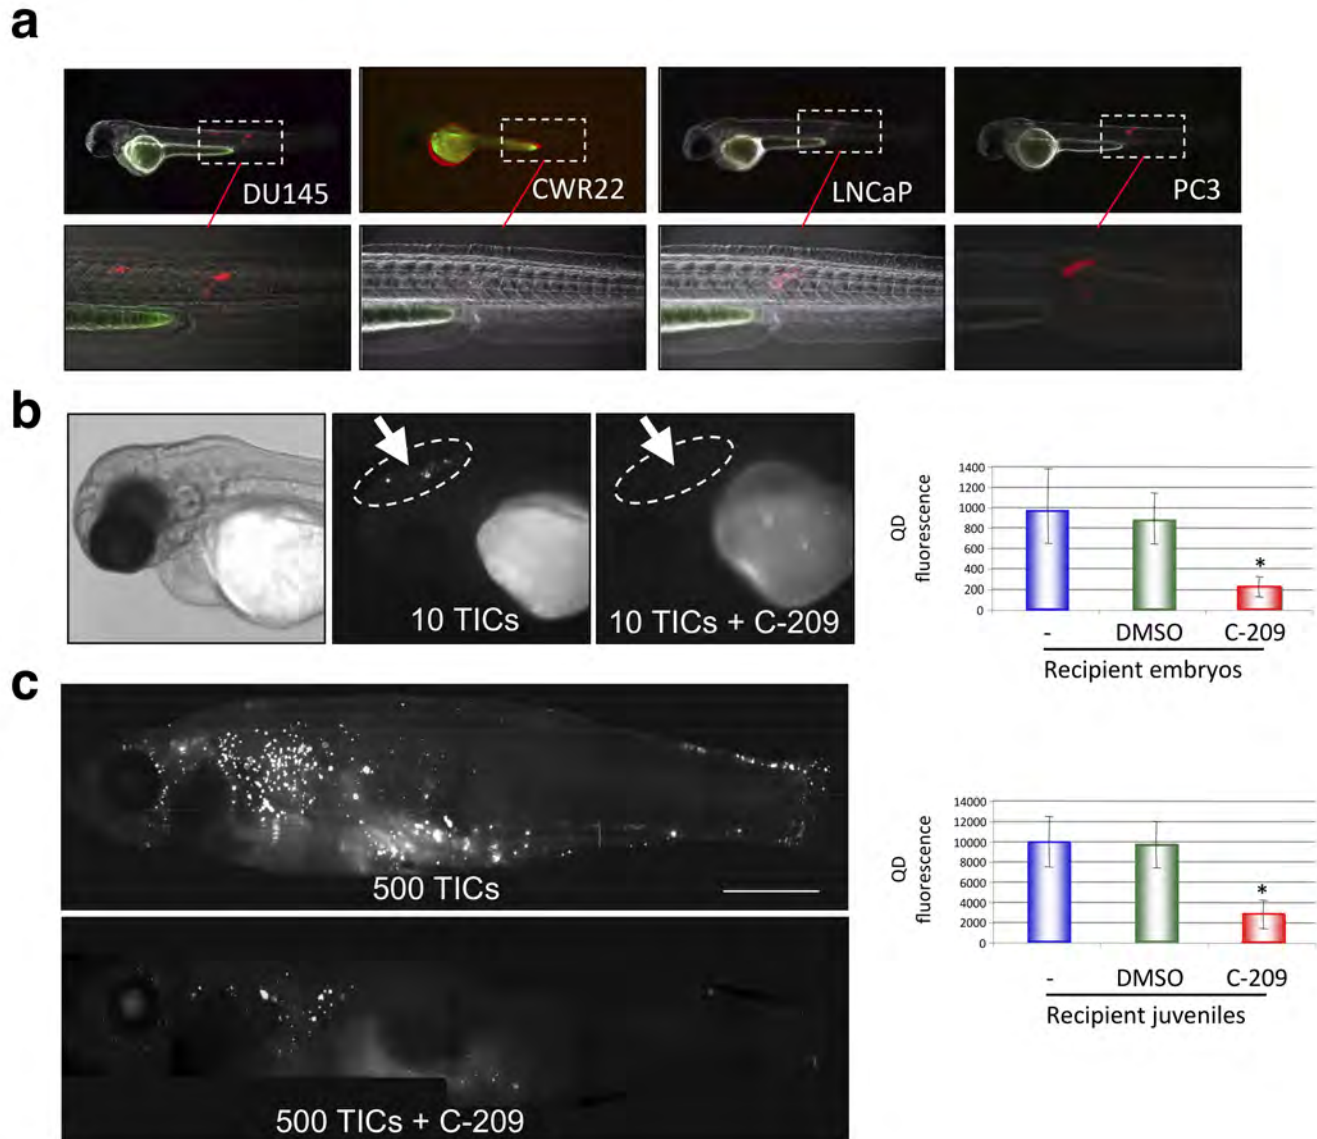 a
DU145
CWR22
LNCaP
PC3
b
10 TICs
10 TICs + C-209
QD
fluorescence
1400
1200
1000
800
600
400
200
0
*
-
DMSO
C-209
Recipient embryos
c
500 TICs
500 TICs + C-209
QD
fluorescence
14000
12000
10000
8000
6000
4000
2000
0
*
-
DMSO
C-209
Recipient juveniles